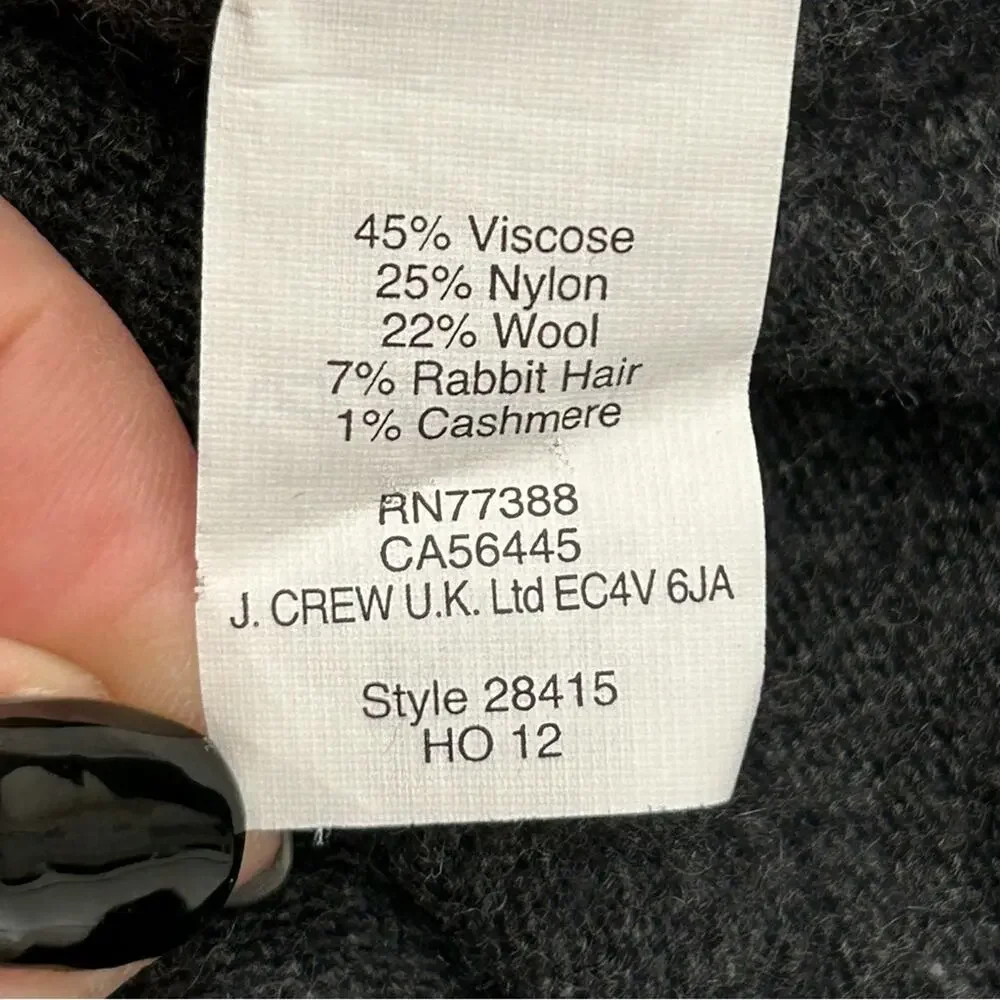 45% Viscose
25% Nylon
22% Wool
7% Rabbit Hair
1% Cashmere
RN77388
CA56445
J. CREW U.K. Ltd EC4V 6JA
Style 28415
HO 12